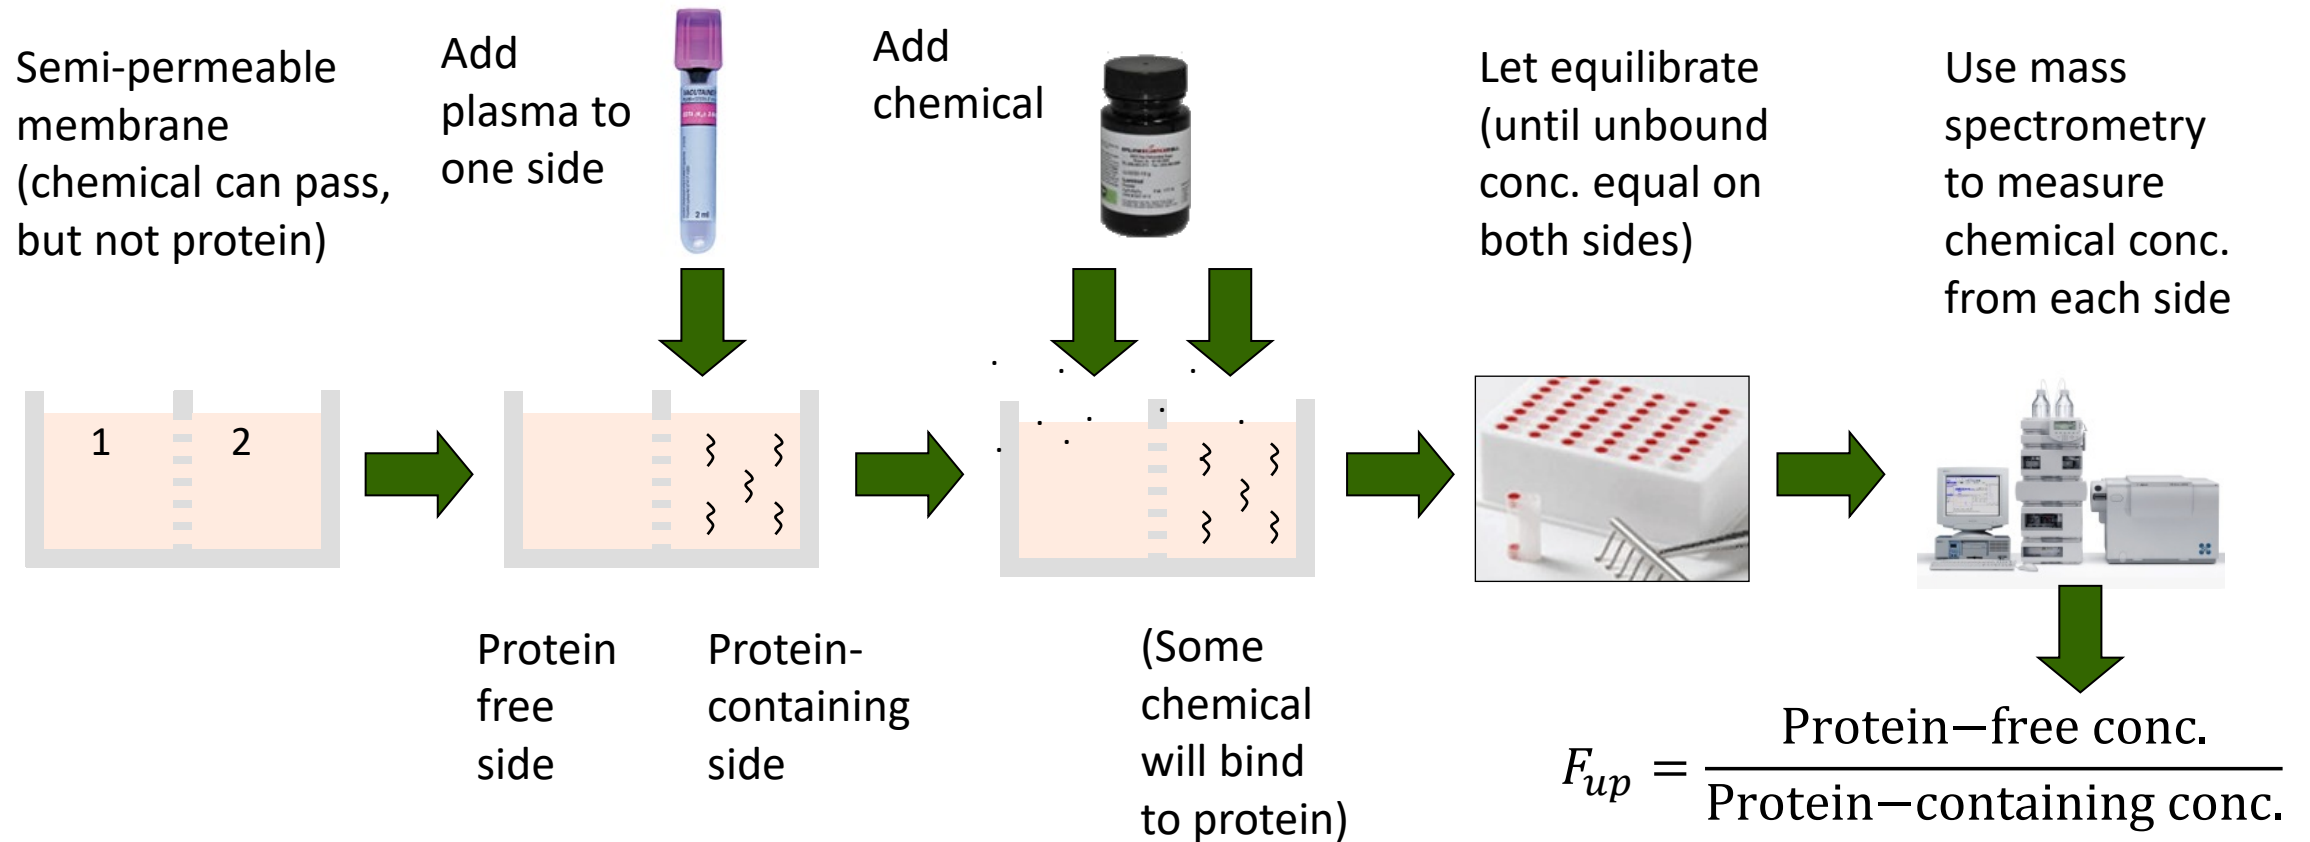 Semi-permeable
membrane
(chemical can pass,
but not protein)
Add
plasma to
one side
2 ml
Add
chemical
Let equilibrate
(until unbound
conc. equal on
both sides)
Use mass
spectrometry
to measure
chemical conc.
from each side
1
2
Protein
free
side
Protein-
containing
side
(Some
chemical
will bind
to protein)
F_up = Protein−free conc. / Protein−containing conc.